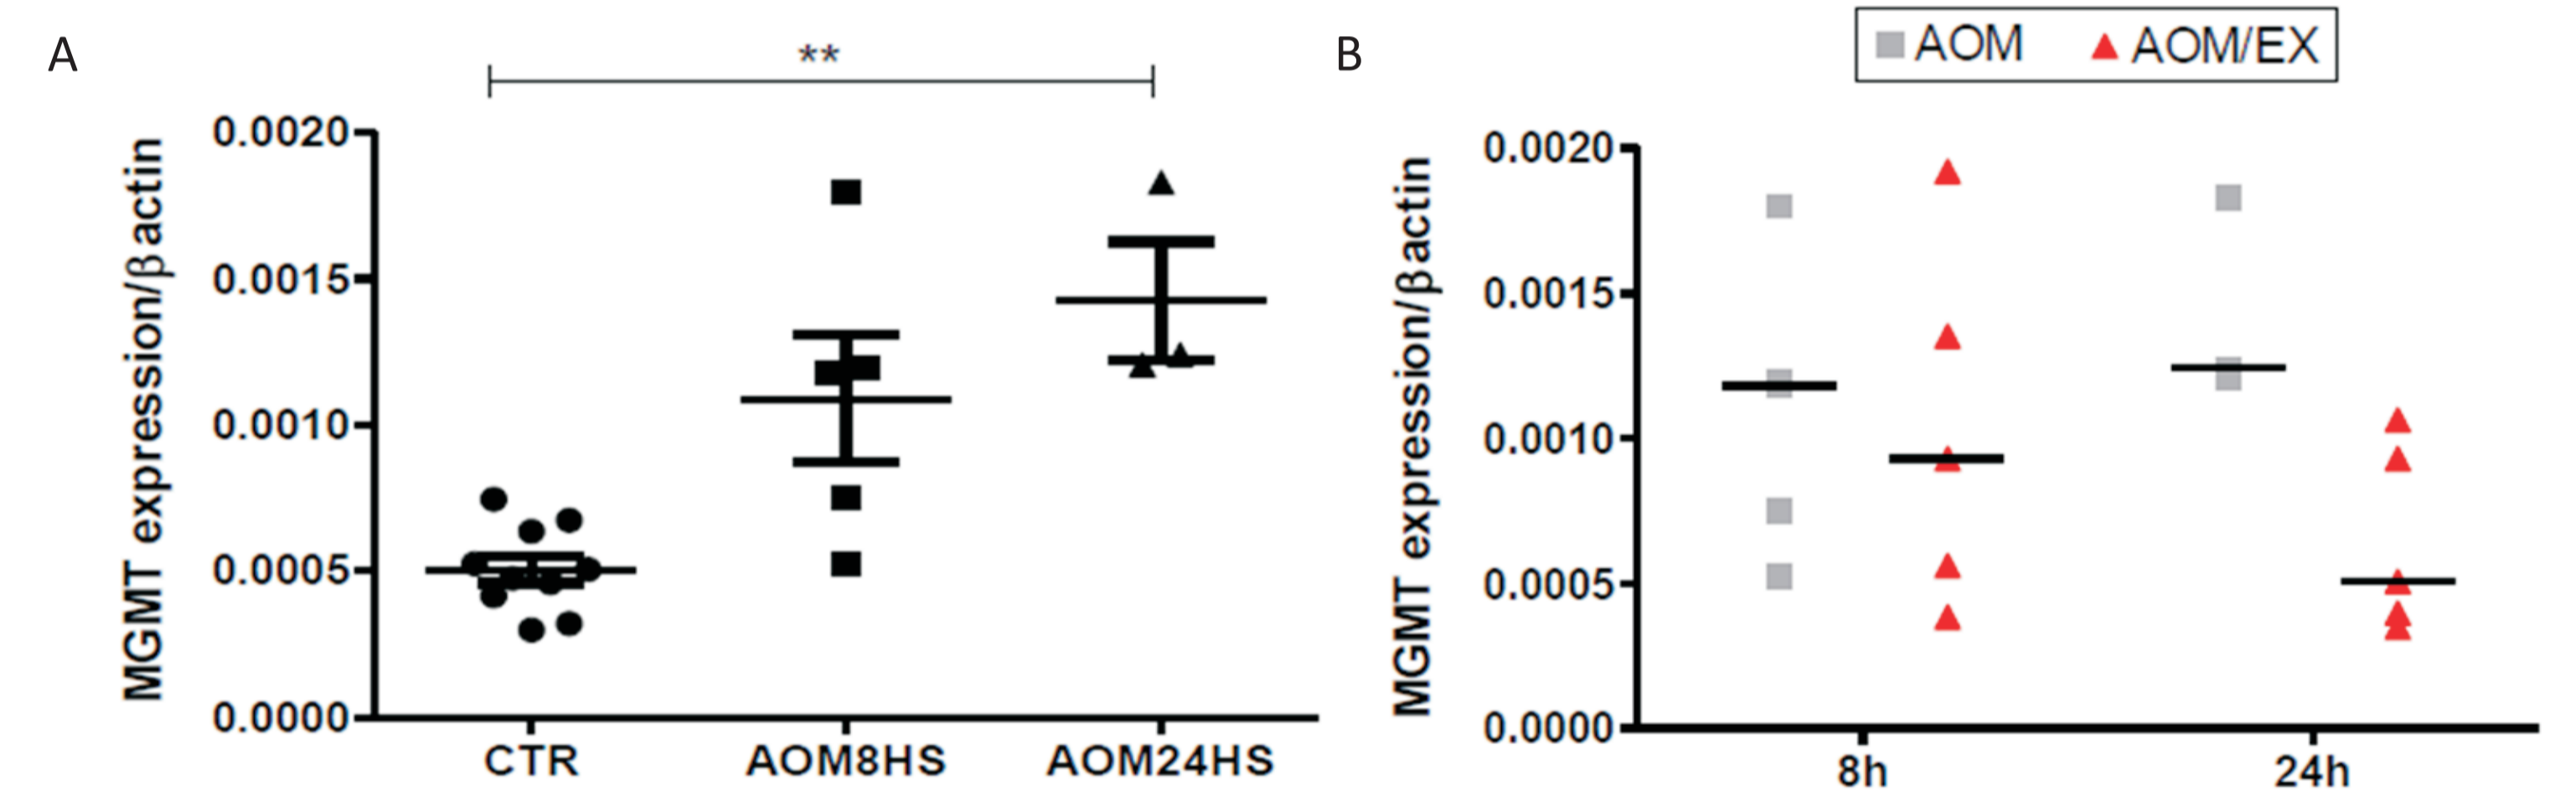 A
**
MGMT expression/β actin
0.0020
0.0015
0.0010
0.0005
0.0000
CTR
AOM8HS
AOM24HS
B
AOM
AOM/EX
MGMT expression/βactin
0.0020
0.0015
0.0010
0.0005
0.0000
8h
24h